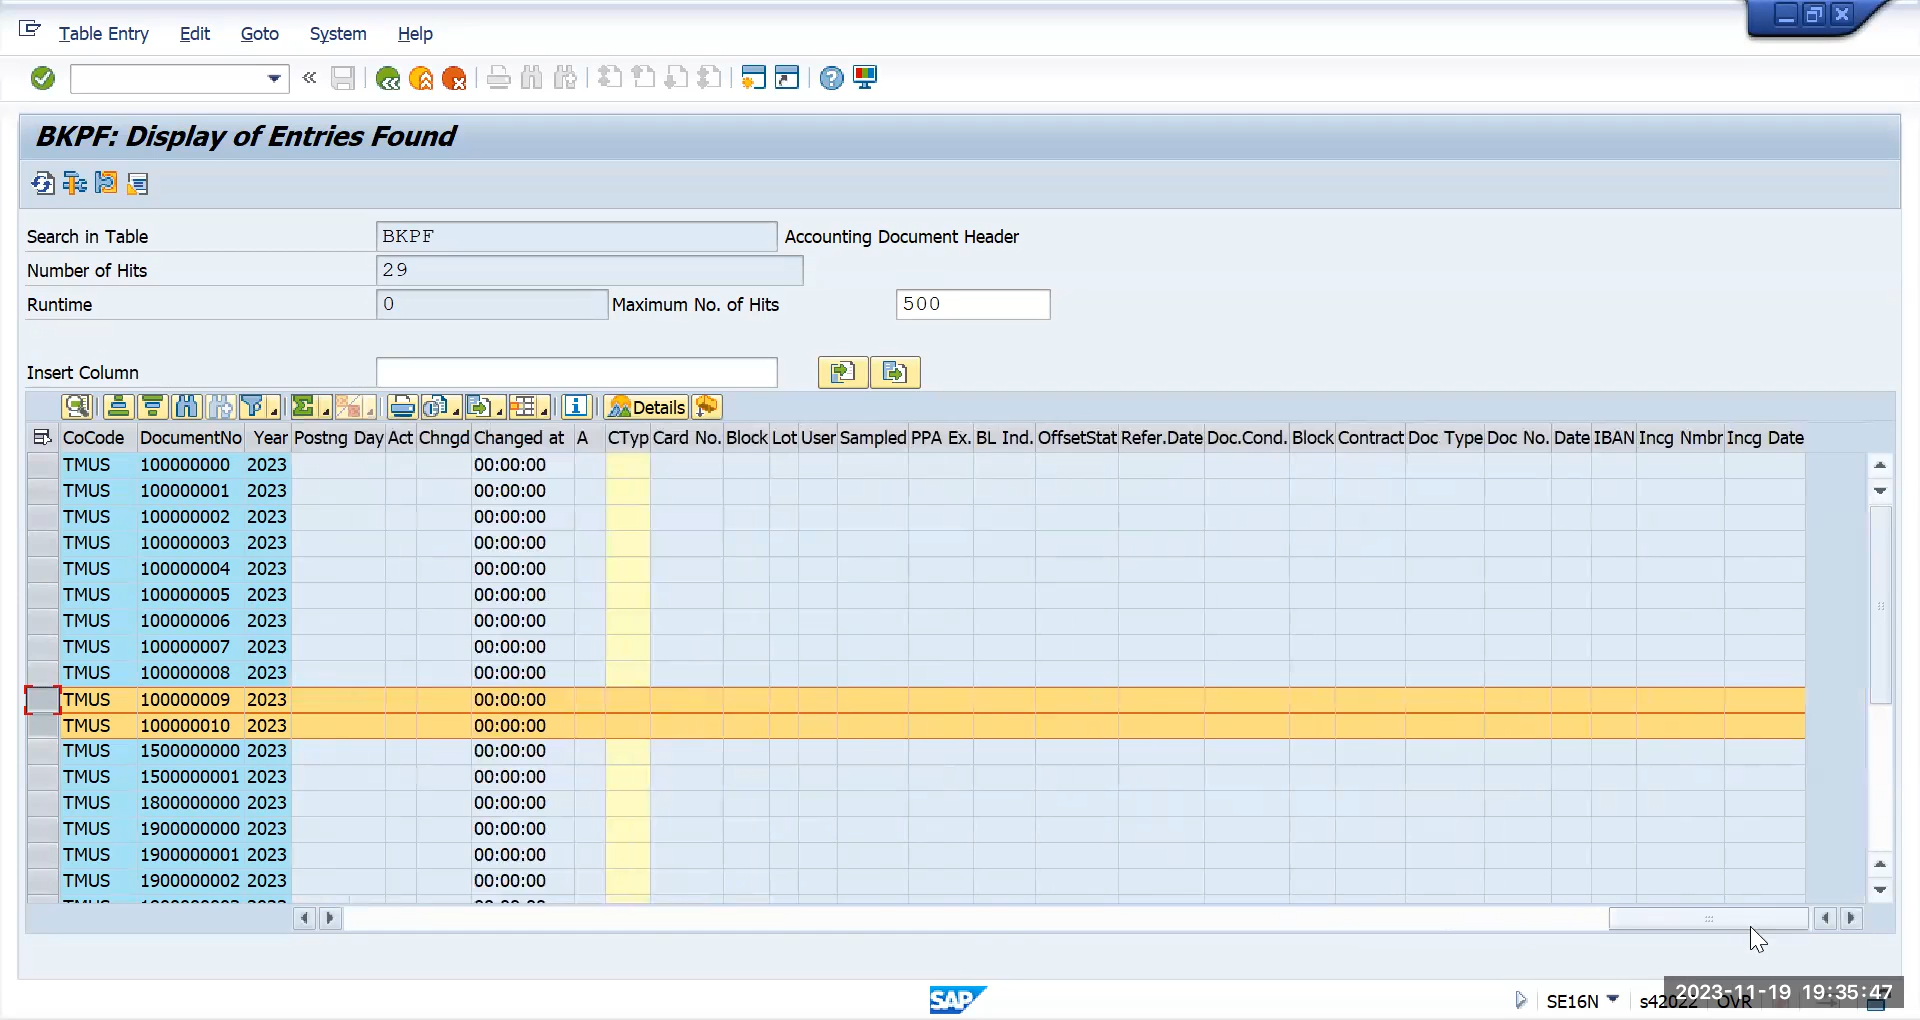 Table Entry Edit Goto System Help
BKPF: Display of Entries Found
Search in Table BKPF Accounting Document Header
Number of Hits 29
Runtime 0 Maximum No. of Hits 500
Insert Column
Details
CoCode DocumentNo Year Postng Day Act Chngd Changed at A CTyp Card No. Block Lot User Sampled PPA Ex. BL Ind. OffsetStat Refer.Date Doc.Cond. Block Contract Doc Type Doc No. Date IBAN Incg Nmbr Incg Date
TMUS 100000000 2023 00:00:00
TMUS 100000001 2023 00:00:00
TMUS 100000002 2023 00:00:00
TMUS 100000003 2023 00:00:00
TMUS 100000004 2023 00:00:00
TMUS 100000005 2023 00:00:00
TMUS 100000006 2023 00:00:00
TMUS 100000007 2023 00:00:00
TMUS 100000008 2023 00:00:00
TMUS 100000009 2023 00:00:00
TMUS 100000010 2023 00:00:00
TMUS 1500000000 2023 00:00:00
TMUS 1500000001 2023 00:00:00
TMUS 1800000000 2023 00:00:00
TMUS 1900000000 2023 00:00:00
TMUS 1900000001 2023 00:00:00
TMUS 1900000002 2023 00:00:00
SAP
SE16N s42022 OVR
2023-11-19 19:35:47